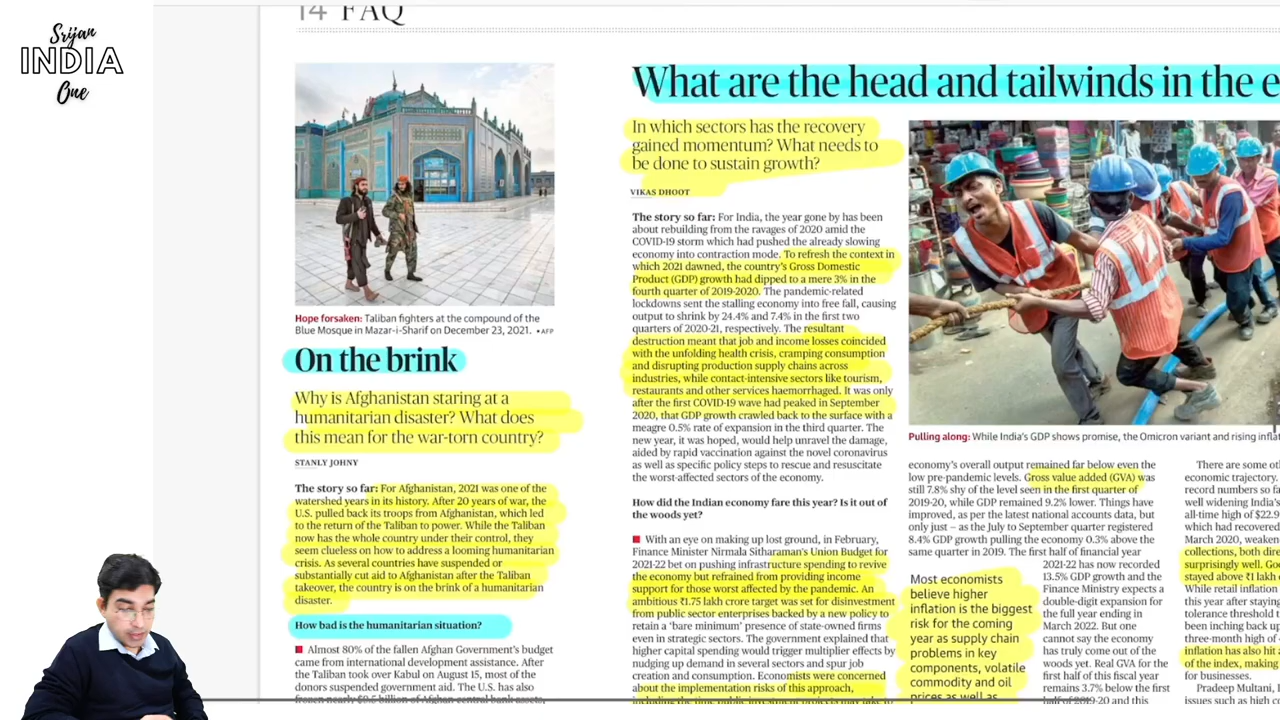 Srijan
INDIA
One
14 FAQ
Hope forsaken: Taliban fighters at the compound of the
Blue Mosque in Mazar-i-Sharif on December 23, 2021. • AFP
On the brink
Why is Afghanistan staring at a
humanitarian disaster? What does
this mean for the war-torn country?
STANLY JOHNY
The story so far: For Afghanistan, 2021 was one of the
watershed years in its history. After 20 years of war, the
U.S. pulled back its troops from Afghanistan, which led
to the return of the Taliban to power. While the Taliban
now has the whole country under their control, they
seem clueless on how to address a looming humanitarian
crisis. As several countries have suspended or
substantially cut aid to Afghanistan after the Taliban
takeover, the country is on the brink of a humanitarian
disaster.
How bad is the humanitarian situation?
Almost 80% of the fallen Afghan Government's budget
came from international development assistance. After
the Taliban took over Kabul on August 15, most of the
donors suspended government aid. The U.S. has also
What are the head and tailwinds in the e
In which sectors has the recovery
gained momentum? What needs to
be done to sustain growth?
VIKAS DHOOT
The story so far: For India, the year gone by has been
about rebuilding from the ravages of 2020 amid the
COVID-19 storm which had pushed the already slowing
economy into contraction mode. To refresh the context in
which 2021 dawned, the country's Gross Domestic
Product (GDP) growth had dipped to a mere 3% in the
fourth quarter of 2019-2020. The pandemic-related
lockdowns sent the stalling economy into free fall, causing
output to shrink by 24.4% and 7.4% in the first two
quarters of 2020-21, respectively. The resultant
destruction meant that job and income losses coincided
with the unfolding health crisis, cramping consumption
and disrupting production supply chains across
industries, while contact-intensive sectors like tourism,
restaurants and other services haemorrhaged. It was only
after the first COVID-19 wave had peaked in September
2020, that GDP growth crawled back to the surface with a
meagre 0.5% rate of expansion in the third quarter. The
new year, it was hoped, would help unravel the damage,
aided by rapid vaccination against the novel coronavirus
as well as specific policy steps to rescue and resuscitate
the worst-affected sectors of the economy.
How did the Indian economy fare this year? Is it out of
the woods yet?
With an eye on making up lost ground, in February,
Finance Minister Nirmala Sitharaman's Union Budget for
2021-22 bet on pushing infrastructure spending to revive
the economy but refrained from providing income
support for those worst affected by the pandemic. An
ambitious ₹1.75 lakh crore target was set for disinvestment
from public sector enterprises backed by a new policy to
retain a 'bare minimum' presence of state-owned firms
even in strategic sectors. The government explained that
higher capital spending would trigger multiplier effects by
nudging up demand in several sectors and spur job
creation and consumption. Economists were concerned
about the implementation risks of this approach,
Pulling along: While India's GDP shows promise, the Omicron variant and rising inflat
economy's overall output remained far below even the
low pre-pandemic levels. Gross value added (GVA) was
still 7.8% shy of the level seen in the first quarter of
2019-20, while GDP remained 9.2% lower. Things have
improved, as per the latest national accounts data, but
only just – as the July to September quarter registered
8.4% GDP growth pulling the economy 0.3% above the
same quarter in 2019. The first half of financial year
2021-22 has now recorded
13.5% GDP growth and the
Finance Ministry expects a
double-digit expansion for
the full year ending in
March 2022. But one
cannot say the economy
has truly come out of the
woods yet. Real GVA for the
first half of this fiscal year
remains 3.7% below the first
half of 2019-20 and this
Most economists
believe higher
inflation is the biggest
risk for the coming
year as supply chain
problems in key
components, volatile
commodity and oil
prices as well as
There are some ot
economic trajectory.
record numbers so fa
well widening India's
all-time high of $22.9
which had recovered
March 2020, weaken
collections, both dire
surprisingly well. Goo
stayed above ₹1 lakh c
While retail inflation
this year after staying
tolerance threshold t
been inching back up
three-month high of
inflation has also hit a
of the index, making
for businesses.
Pradeep Multani, I
issues such as high c